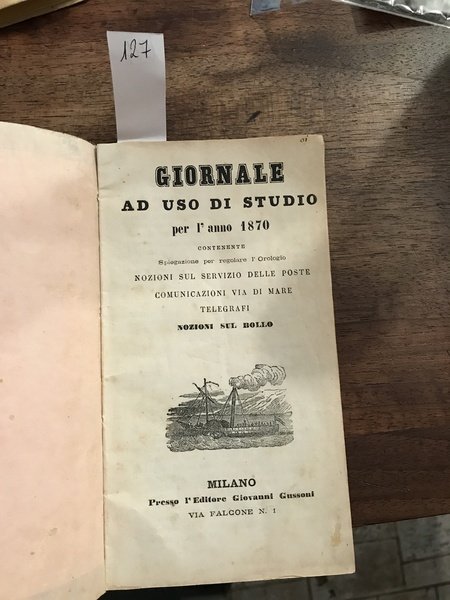 127
GIORNALE
AD USO DI STUDIO
per l'anno 1870
CONTENENTE
Spiegazione per regolare l'Orologio
NOZIONI SUL SERVIZIO DELLE POSTE
COMUNICAZIONI VIA DI MARE
TELEGRAFI
NOZIONI SUL BOLLO
MILANO
Presso l'Editore Giovanni Gussoni
VIA FALCONE N. 1